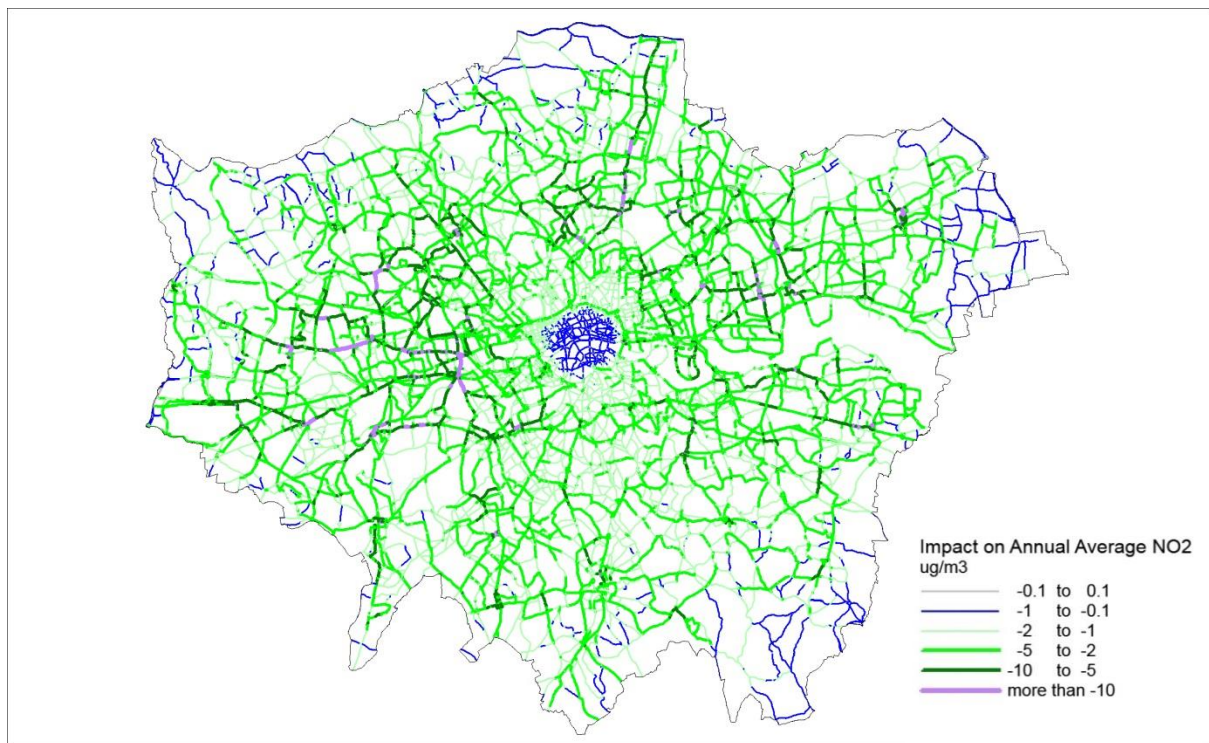 Impact on Annual Average NO2
ug/m3
-0.1 to 0.1
-1 to -0.1
-2 to -1
-5 to -2
-10 to -5
more than -10